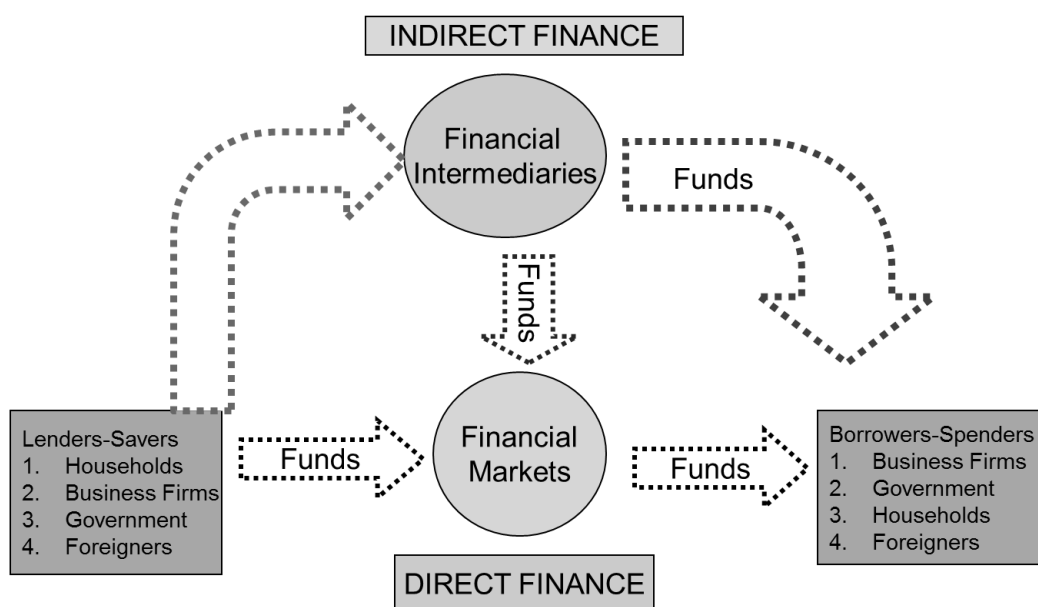 INDIRECT FINANCE
Financial
Intermediaries
Funds
Funds
Lenders-Savers
1. Households
2. Business Firms
3. Government
4. Foreigners
Funds
Financial
Markets
Funds
Borrowers-Spenders
1. Business Firms
2. Government
3. Households
4. Foreigners
DIRECT FINANCE